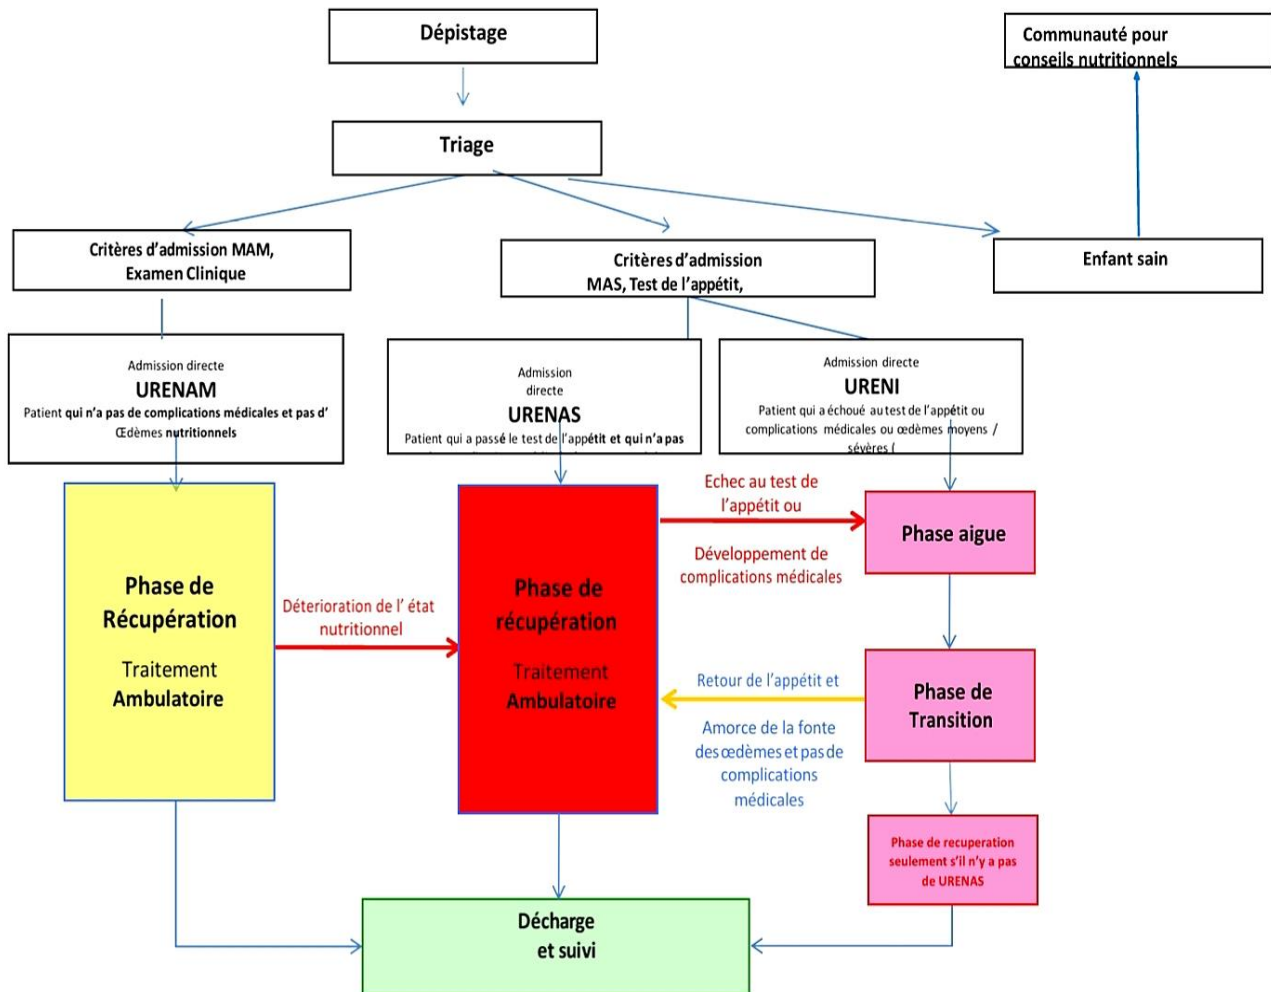 Dépistage
Communauté pour
conseils nutritionnels
Triage
Critères d'admission MAM,
Examen Clinique
Critères d'admission
MAS, Test de l'appétit,
Enfant sain
Admission directe
URENAM
Patient qui n'a pas de complications médicales et pas d'
Œdèmes nutritionnels
Admission
directe
URENAS
Patient qui a passé le test de l'appétit et qui n'a pas
Admission directe
URENI
Patient qui a échoué au test de l'appétit ou
complications médicales ou œdèmes moyens /
sévères (
Phase de
Récupération
Traitement
Ambulatoire
Déterioration de l' état
nutritionnel
Phase de
récupération
Traitement
Ambulatoire
Echec au test de
l'appétit ou
Développement de
complications médicales
Phase aigue
Retour de l'appétit et
Amorce de la fonte
des œdèmes et pas de
complications
médicales
Phase de
Transition
Phase de recuperation
seulement s'il n'y a pas
de URENAS
Décharge
et suivi